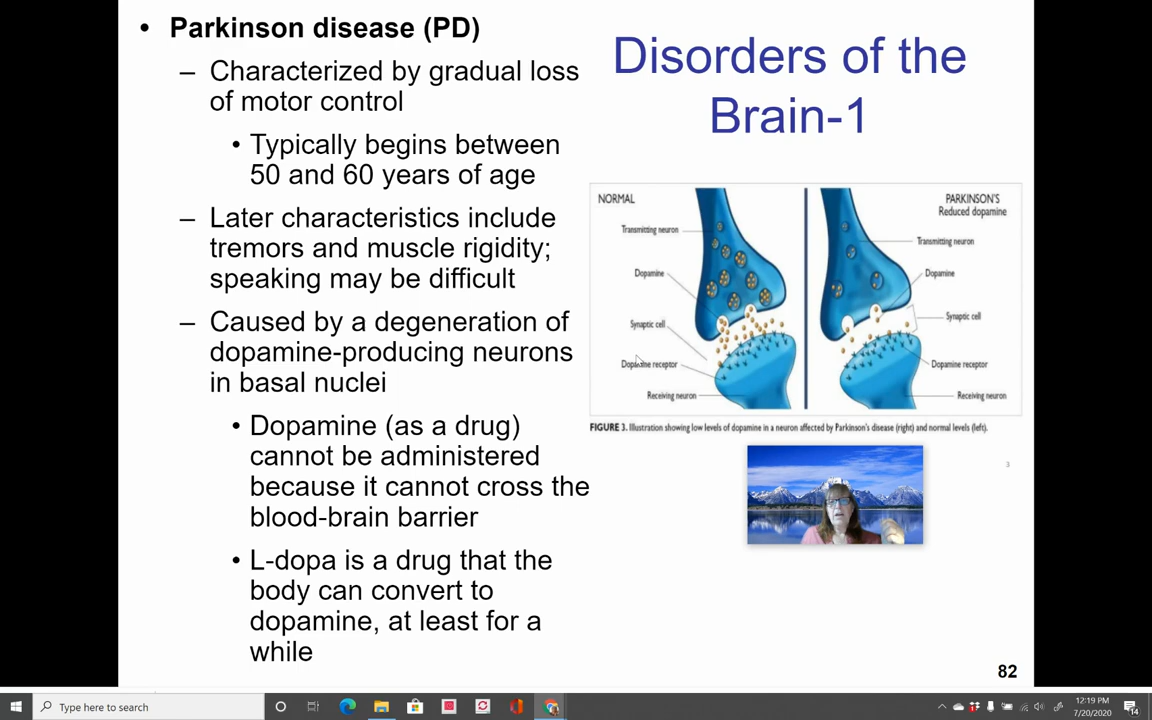 • Parkinson disease (PD)
– Characterized by gradual loss
of motor control
• Typically begins between
50 and 60 years of age
– Later characteristics include
tremors and muscle rigidity;
speaking may be difficult
– Caused by a degeneration of
dopamine-producing neurons
in basal nuclei
• Dopamine (as a drug)
cannot be administered
because it cannot cross the
blood-brain barrier
• L-dopa is a drug that the
body can convert to
dopamine, at least for a
while
Disorders of the
Brain-1
NORMAL
Transmitting neuron
Dopamine
Synaptic cell
Dopamine receptor
Receiving neuron
PARKINSON'S
Reduced dopamine
Transmitting neuron
Dopamine
Synaptic cell
Dopamine receptor
Receiving neuron
FIGURE 3. Illustration showing low levels of dopamine in a neuron affected by Parkinson's disease (right) and normal levels (left).
3
82
Type here to search
12:19 PM
7/20/2020
14